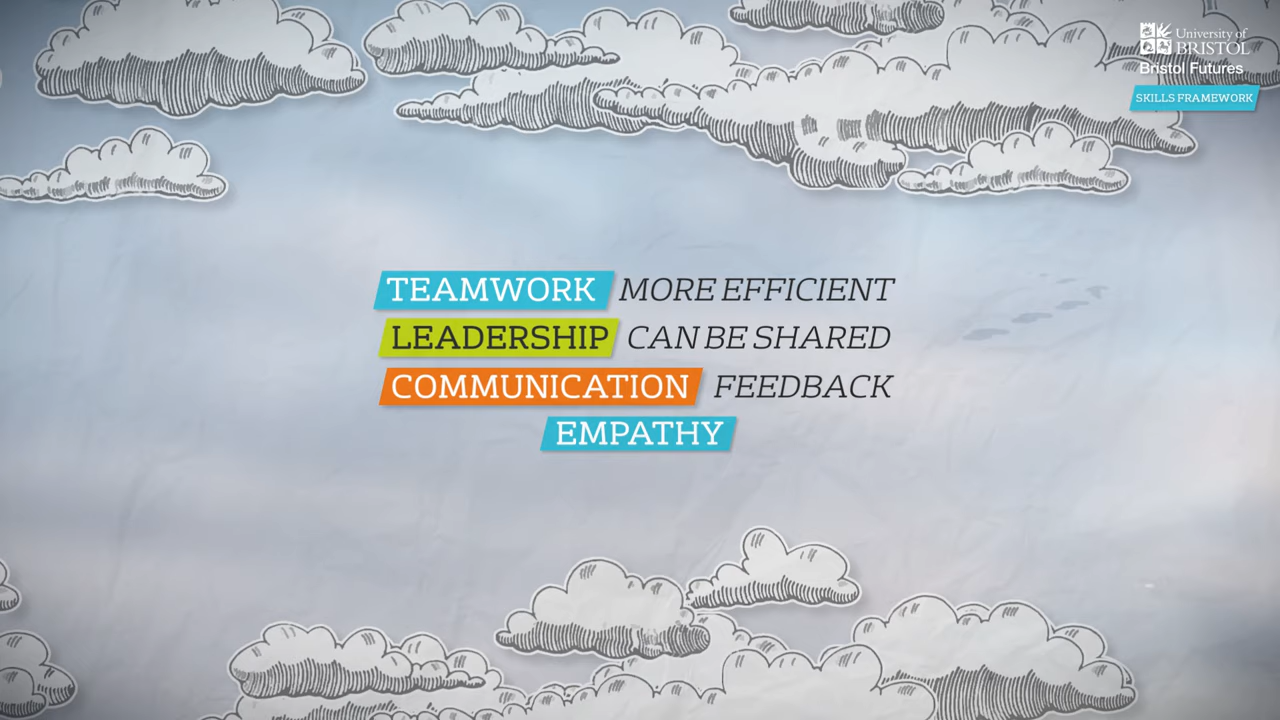 University of
BRISTOL
Bristol Futures
SKILLS FRAMEWORK
TEAMWORK MORE EFFICIENT
LEADERSHIP CAN BE SHARED
COMMUNICATION FEEDBACK
EMPATHY